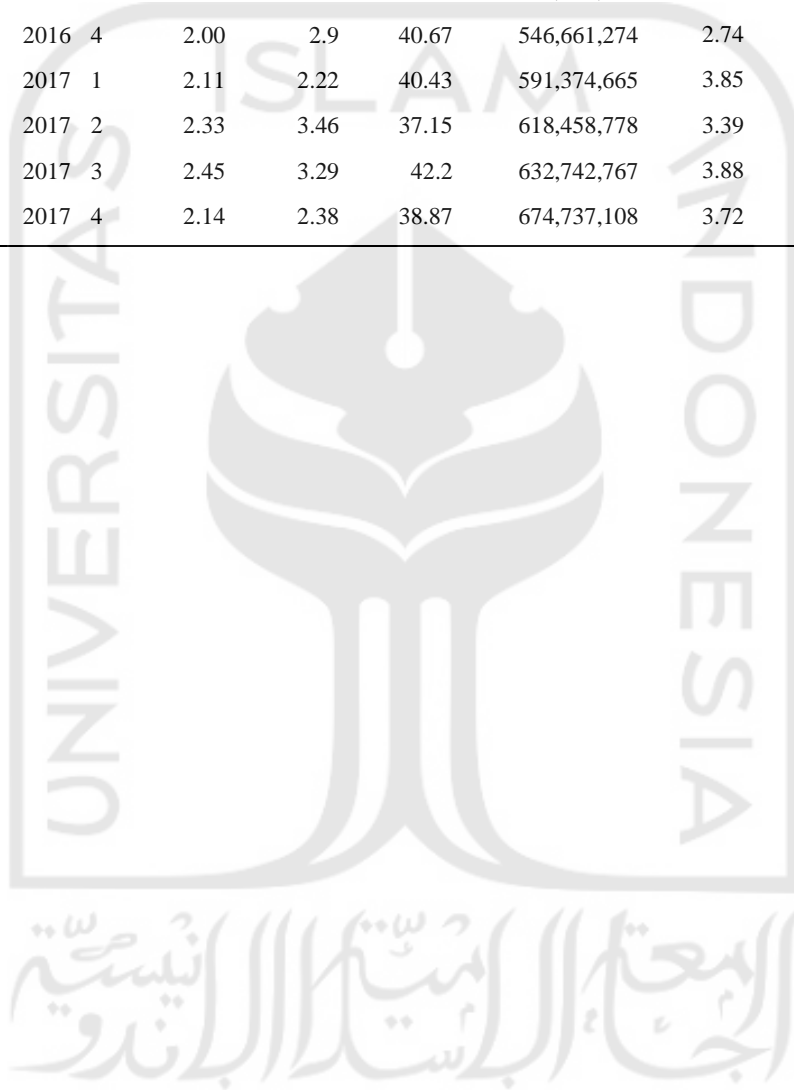 2016 4 2.00 2.9 40.67 546,661,274 2.74
2017 1 2.11 2.22 40.43 591,374,665 3.85
2017 2 2.33 3.46 37.15 618,458,778 3.39
2017 3 2.45 3.29 42.2 632,742,767 3.88
2017 4 2.14 2.38 38.87 674,737,108 3.72
ISLAM
UNIVERSITAS
INDONESIA